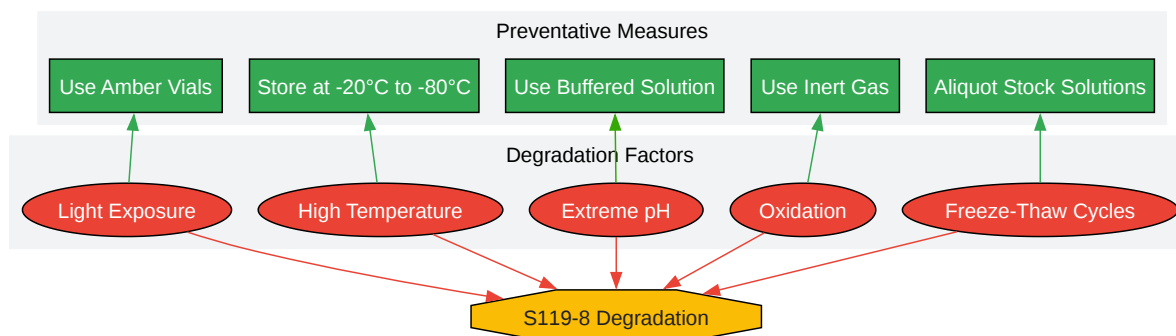 Preventative Measures
Use Amber Vials
Store at -20°C to -80°C
Use Buffered Solution
Use Inert Gas
Aliquot Stock Solutions
Degradation Factors
Light Exposure
High Temperature
Extreme pH
Oxidation
Freeze-Thaw Cycles
S119-8 Degradation